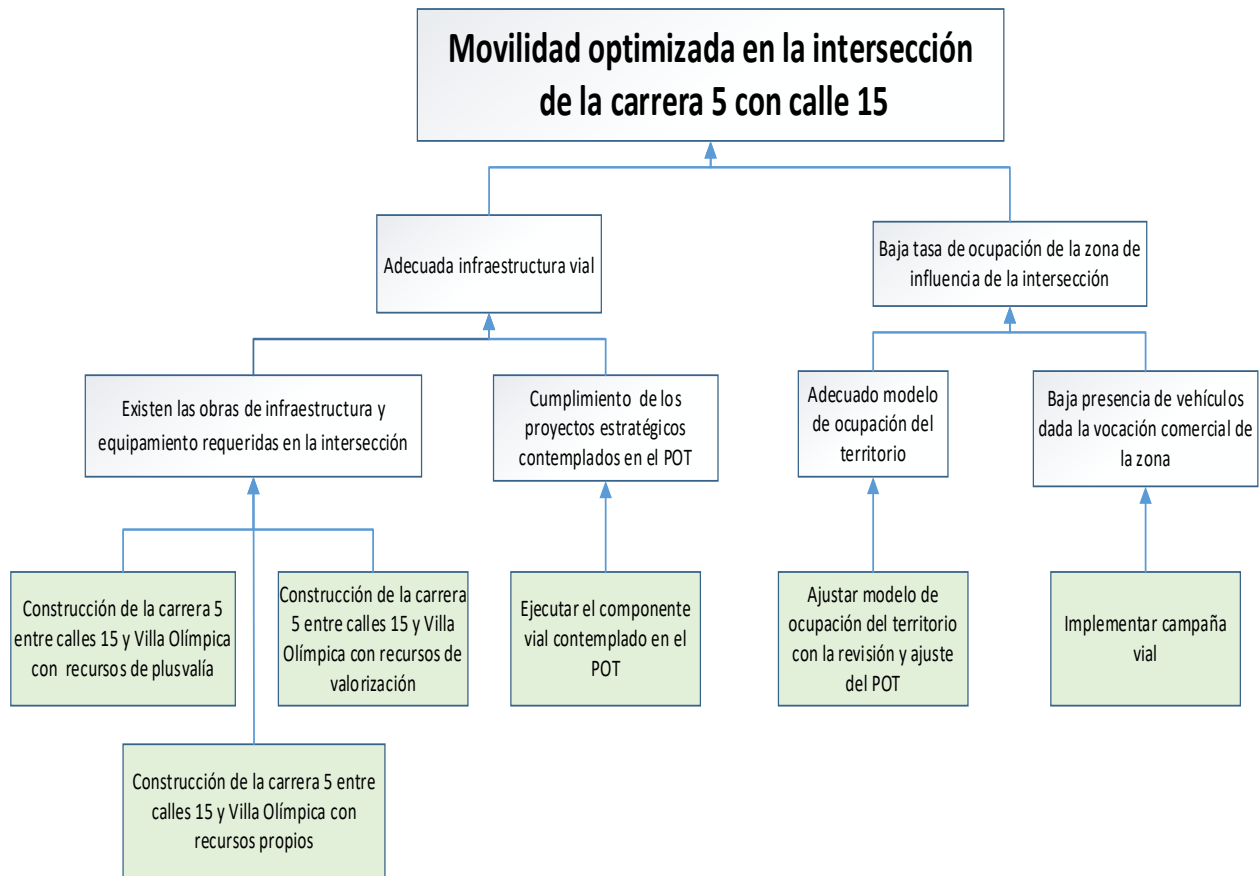 Movilidad optimizada en la intersección
de la carrera 5 con calle 15
Adecuada infraestructura vial
Baja tasa de ocupación de la zona de
influencia de la intersección
Existen las obras de infraestructura y
equipamiento requeridas en la intersección
Cumplimiento de los
proyectos estratégicos
contemplados en el POT
Adecuado modelo
de ocupación del
territorio
Baja presencia de vehículos
dada la vocación comercial de
la zona
Construcción de la carrera 5
entre calles 15 y Villa Olímpica
con recursos de plusvalía
Construcción de la carrera
5 entre calles 15 y Villa
Olímpica con recursos de
valorización
Ejecutar el componente
vial contemplado en el
POT
Ajustar modelo de
ocupación del territorio
con la revisión y ajuste
del POT
Implementar campaña
vial
Construcción de la carrera 5 entre
calles 15 y Villa Olímpica con
recursos propios